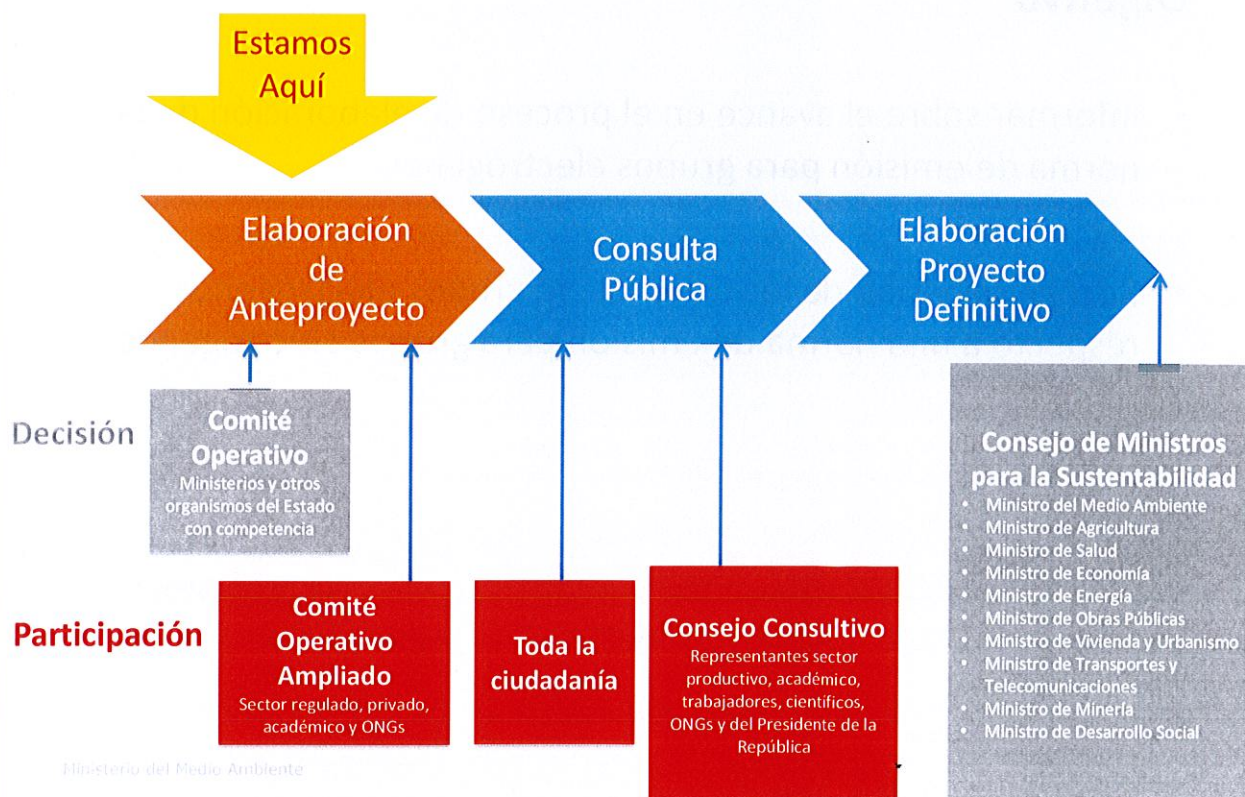 Estamos
Aquí
Elaboración
de
Anteproyecto
Consulta
Pública
Elaboración
Proyecto
Definitivo
Decisión
Comité
Operativo
Ministerios y otros
organismos del Estado
con competencia
Consejo de Ministros
para la Sustentabilidad
• Ministro del Medio Ambiente
• Ministro de Agricultura
• Ministro de Salud
• Ministro de Economía
• Ministro de Energía
• Ministro de Obras Públicas
• Ministro de Vivienda y Urbanismo
• Ministro de Transportes y
Telecomunicaciones
• Ministro de Minería
• Ministro de Desarrollo Social
Participación
Comité
Operativo
Ampliado
Sector regulado, privado,
académico y ONGs
Toda la
ciudadanía
Consejo Consultivo
Representantes sector
productivo, académico,
trabajadores, científicos,
ONGs y del Presidente de la
República
Ministerio del Medio Ambiente